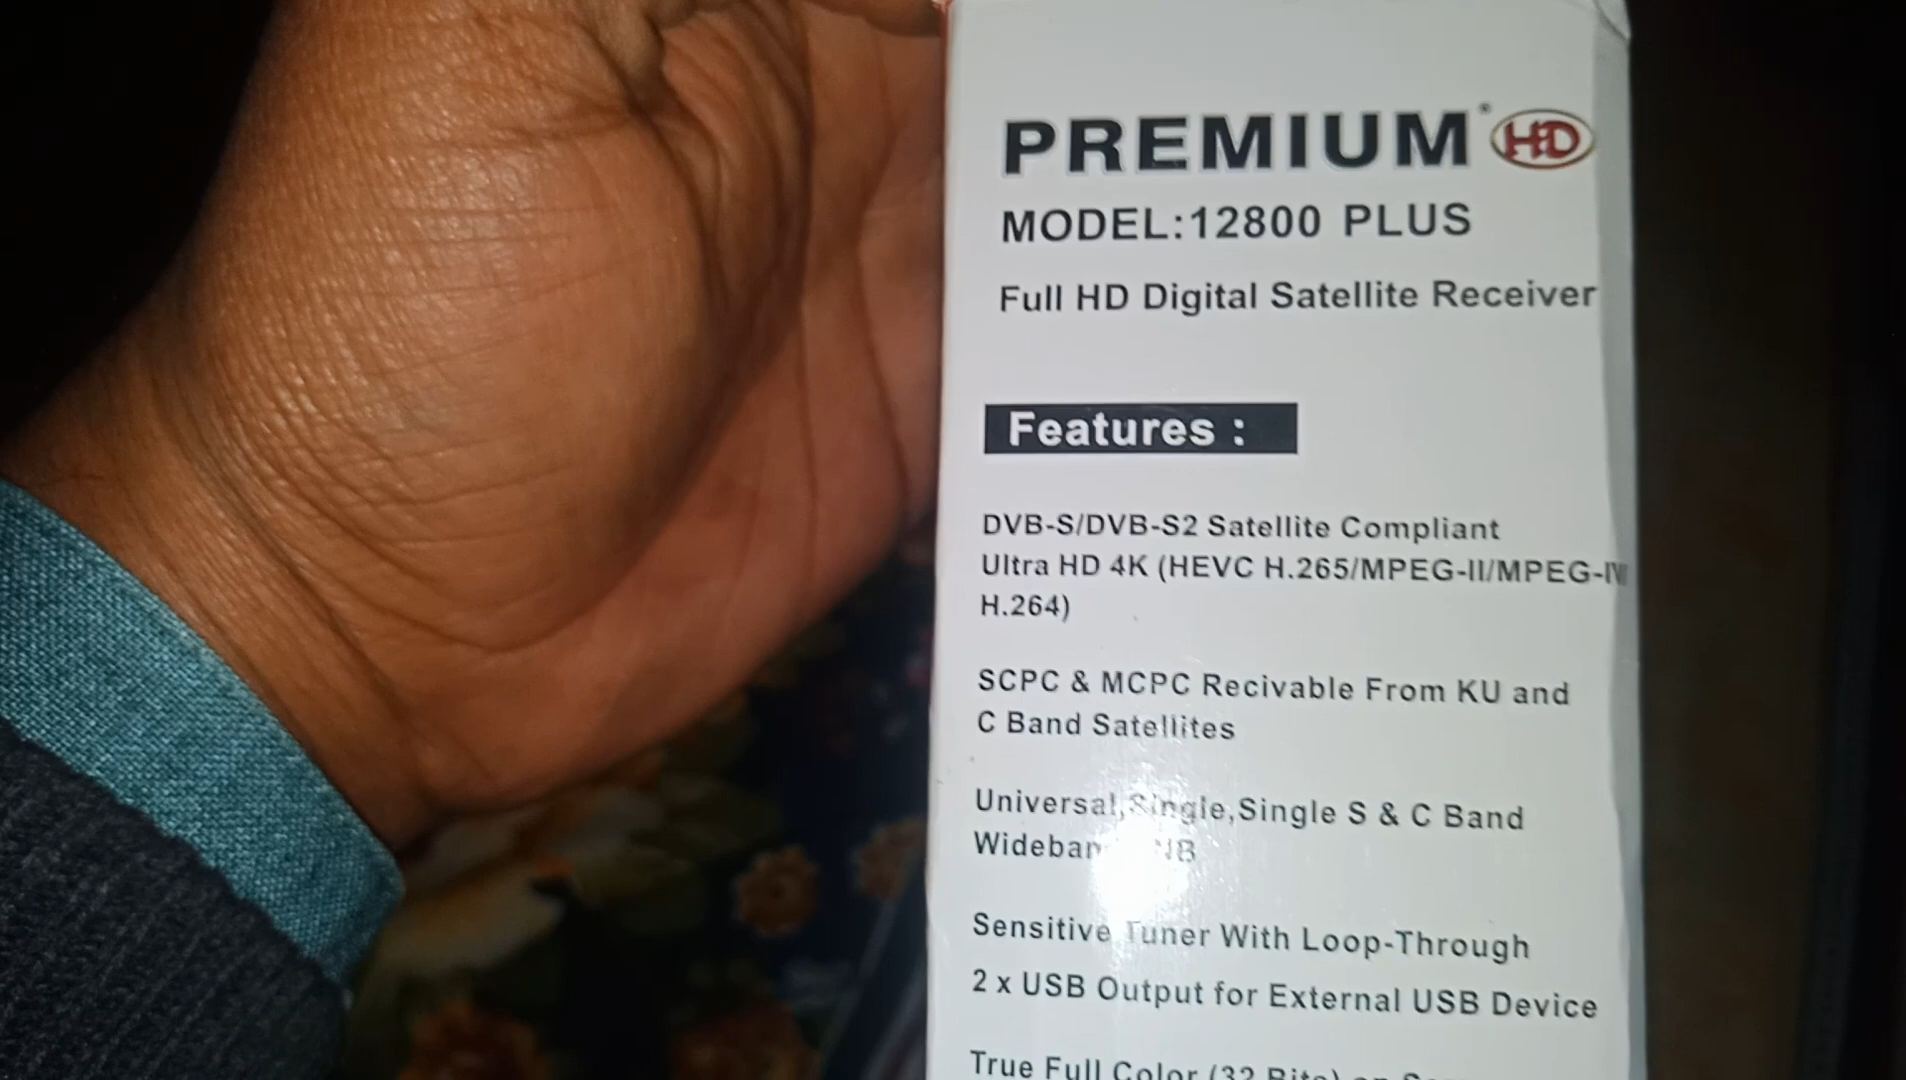 PREMIUM HD
MODEL:12800 PLUS
Full HD Digital Satellite Receiver
Features :
DVB-S/DVB-S2 Satellite Compliant
Ultra HD 4K (HEVC H.265/MPEG-II/MPEG-IV
H.264)
SCPC & MCPC Recivable From KU and
C Band Satellites
Universal,Single,Single S & C Band
Sensitive Tuner With Loop-Through
2 x USB Output for External USB Device
True Full Color (32 Bits) on